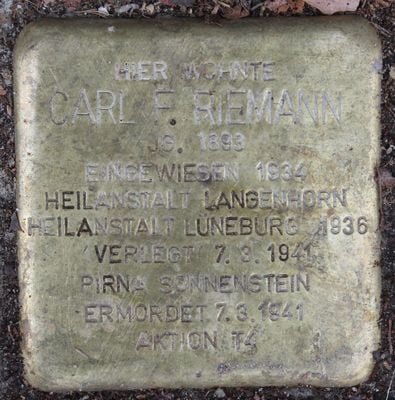 HIER WOHNTE
CARL F. RIEMANN
JG. 1893
EINGEWIESEN 1934
HEILANSTALT LANGENHORN
HEILANSTALT LÜNEBURG 1936
'VERLEGT' 7.3.1941
PIRNA SONNENSTEIN
ERMORDET 7.3.1941
AKTION T4